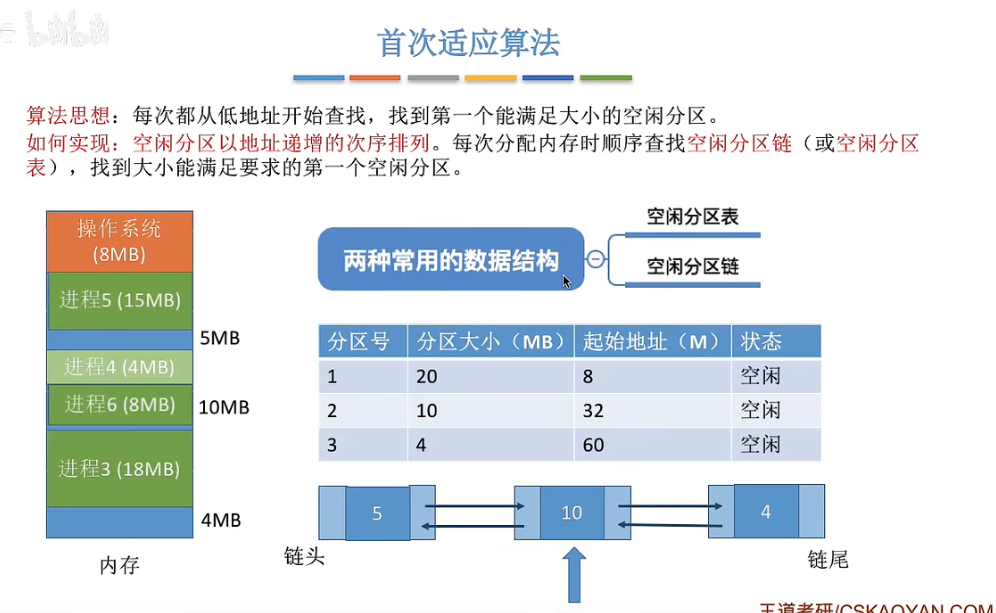 bilibili
首次适应算法
算法思想：每次都从低地址开始查找，找到第一个能满足大小的空闲分区。
如何实现：空闲分区以地址递增的次序排列。每次分配内存时顺序查找空闲分区链（或空闲分区
表），找到大小能满足要求的第一个空闲分区。
操作系统
(8MB)
进程5 (15MB)
5MB
进程4 (4MB)
进程6 (8MB)
10MB
进程3 (18MB)
4MB
内存
两种常用的数据结构
空闲分区表
空闲分区链
分区号 分区大小（MB） 起始地址（M） 状态
1 20 8 空闲
2 10 32 空闲
3 4 60 空闲
5 10 4
链头 链尾
王道考研/CSKAOYAN.COM